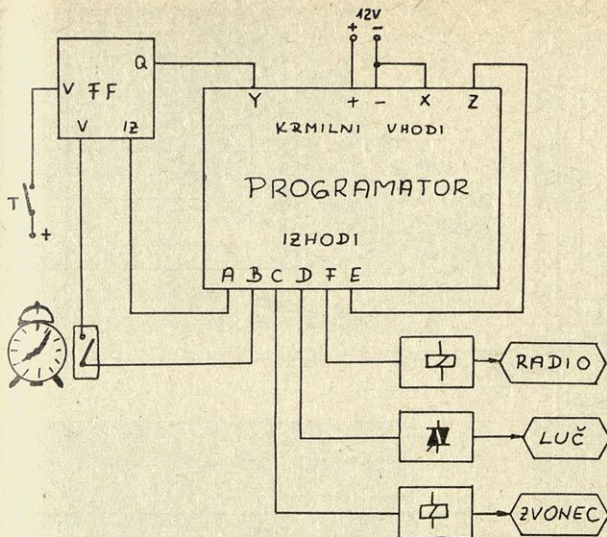 12V
+ -
Q
V FF
V IZ
Y + - X Z
KRMILNI VHODI
PROGRAMATOR
IZHODI
A B C D F E
T
+
RADIO
LUČ
ZVONEC